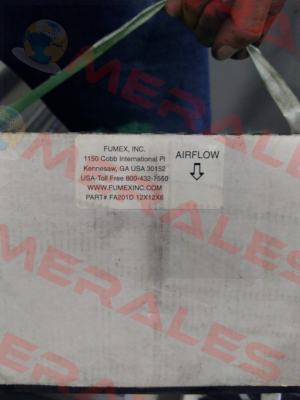 OMERALES
FUMEX, INC.
1150 Cobb International Pl
Kennesaw, GA USA 30152
USA-Toll Free 800-432-7550
WWW.FUMEXINC.COM
PART# FA201D 12X12X6
AIRFLOW